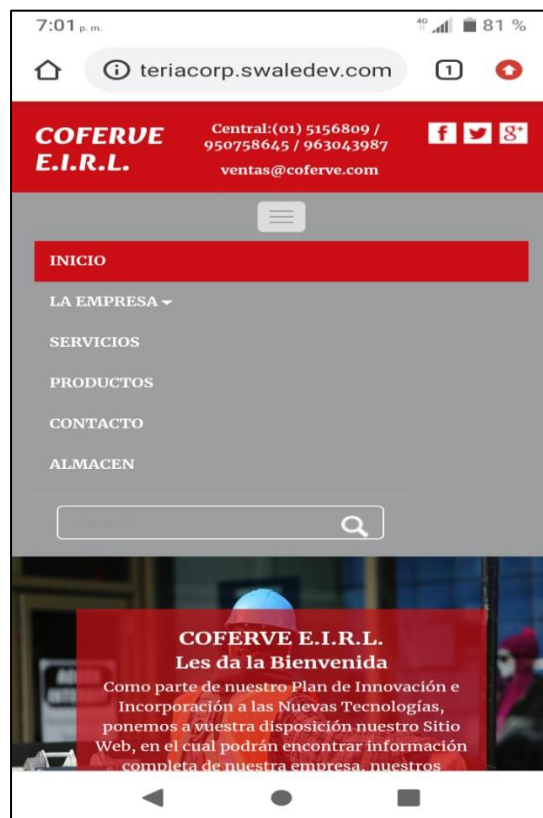 7:01 p. m.
4G 81 %
teriacorp.swaledev.com 1
COFERVE
E.I.R.L.
Central:(01) 5156809 /
950758645 / 963043987
ventas@coferve.com
f 8+
INICIO
LA EMPRESA
SERVICIOS
PRODUCTOS
CONTACTO
ALMACEN
COFERVE E.I.R.L.
Les da la Bienvenida
Como parte de nuestro Plan de Innovación e
Incorporación a las Nuevas Tecnologías,
ponemos a vuestra disposición nuestro Sitio
Web, en el cual podrán encontrar información
completa de nuestra empresa, nuestros